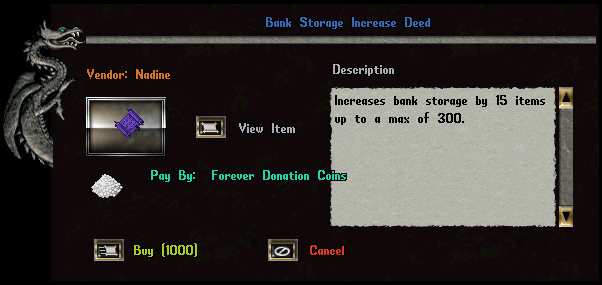 Bank Storage Increase Deed
Vendor: Nadine
Description
Increases bank storage by 15 items
up to a max of 300.
View Item
Pay By: Forever Donation Coins
Buy (1000)
Cancel